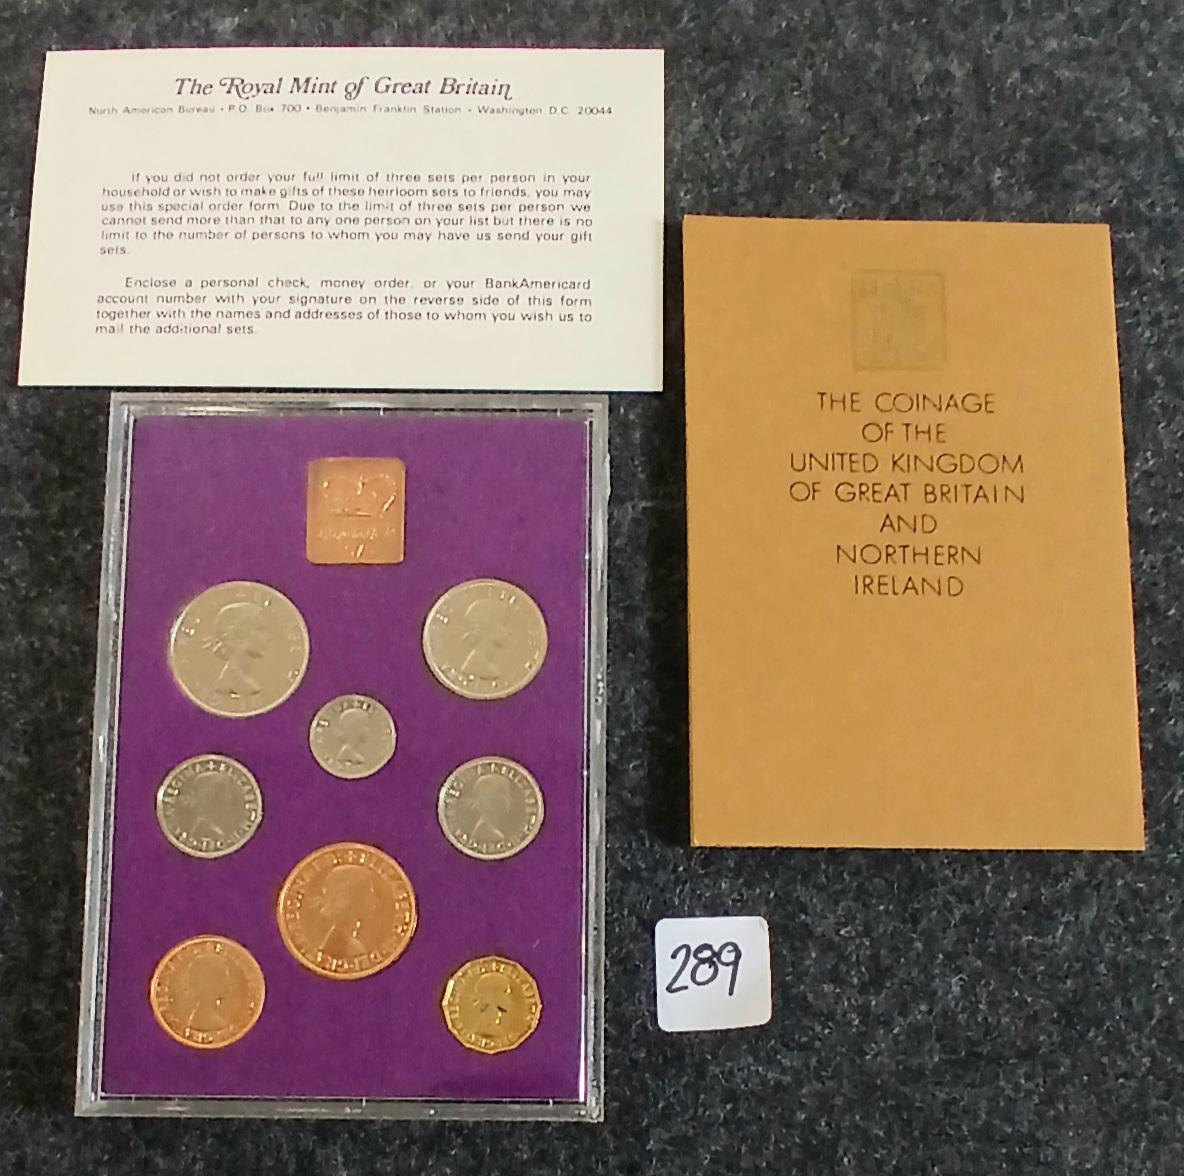 The Royal Mint of Great Britain
North American Bureau • P.O. Box 700 • Benjamin Franklin Station • Washington D.C. 20044
If you did not order your full limit of three sets per person in your
household or wish to make gifts of these heirloom sets to friends, you may
use this special order form. Due to the limit of three sets per person we
cannot send more than that to any one person on your list but there is no
limit to the number of persons to whom you may have us send your gift
sets.
Enclose a personal check, money order, or your BankAmericard
account number with your signature on the reverse side of this form
together with the names and addresses of those to whom you wish us to
mail the additional sets.
THE COINAGE
OF THE
UNITED KINGDOM
OF GREAT BRITAIN
AND
NORTHERN
IRELAND
289